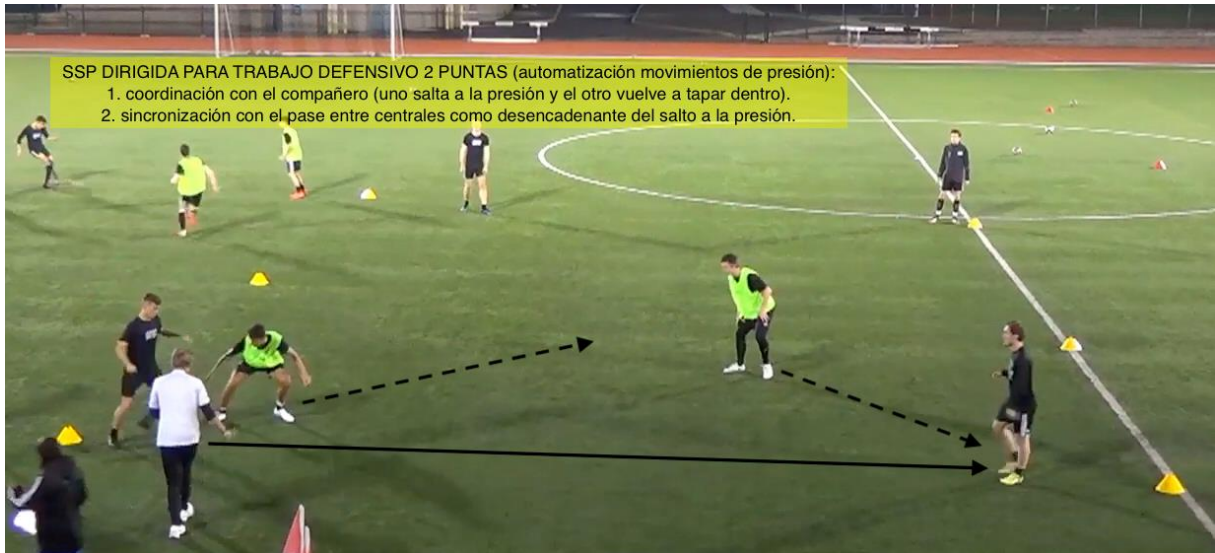 SSP DIRIGIDA PARA TRABAJO DEFENSIVO 2 PUNTAS (automatización movimientos de presión):
1. coordinación con el compañero (uno salta a la presión y el otro vuelve a tapar dentro).
2. sincronización con el pase entre centrales como desencadenante del salto a la presión.